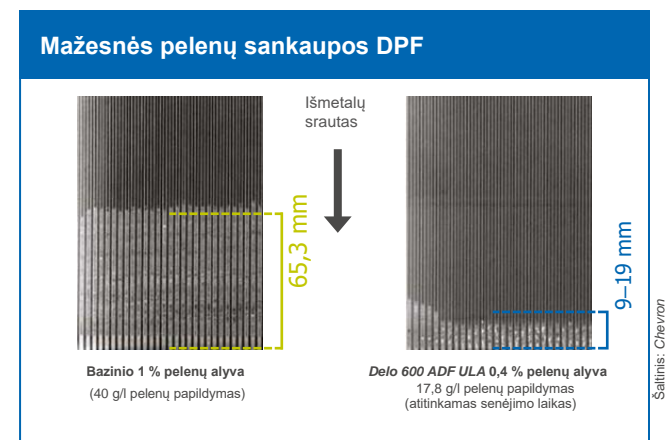 Mažesnės pelenų sankaupos DPF
Išmetalų
srautas
65,3 mm
9–19 mm
Bazinio 1 % pelenų alyva
(40 g/l pelenų papildymas)
Delo 600 ADF ULA 0,4 % pelenų alyva
17,8 g/l pelenų papildymas
(atitinkamas senėjimo laikas)
Šaltinis: Chevron